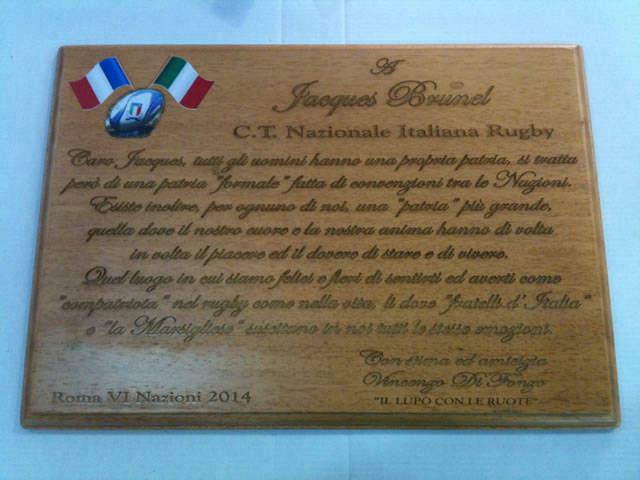 A
Jacques Brunel
C.T. Nazionale Italiana Rugby
Caro Jacques, tutti gli uomini hanno una propria patria, si tratta
però di una patria "formale" fatta di convenzioni tra le Nazioni.
Esiste inoltre, per ognuno di noi, una "patria" più grande,
quella dove il nostro cuore e la nostra anima hanno di volta
in volta il piacere ed il dovere di stare e di vivere.
Quel luogo in cui siamo felici e fieri di sentirti ed averti come
"compatriota" nel rugby come nella vita, lì dove "fratelli d'Italia"
e "la Marsigliese" suscitano in noi tutti le stesse emozioni.
Con stima ed amicizia
Vincenzo Di Fonzo
"IL LUPO CON LE RUOTE"
Roma VI Nazioni 2014